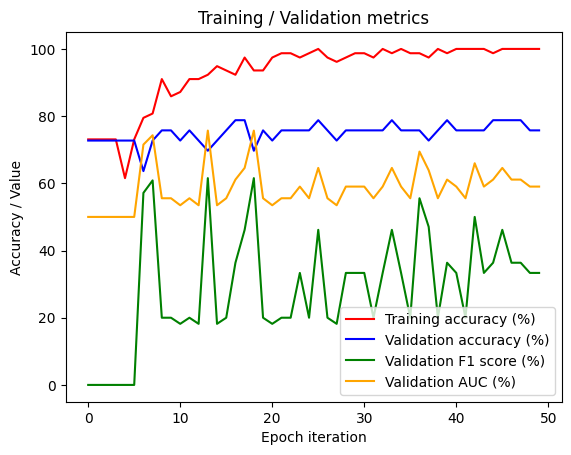 Training / Validation metrics
Accuracy / Value
100
80
60
40
20
0
Training accuracy (%)
Validation accuracy (%)
Validation F1 score (%)
Validation AUC (%)
0 10 20 30 40 50
Epoch iteration